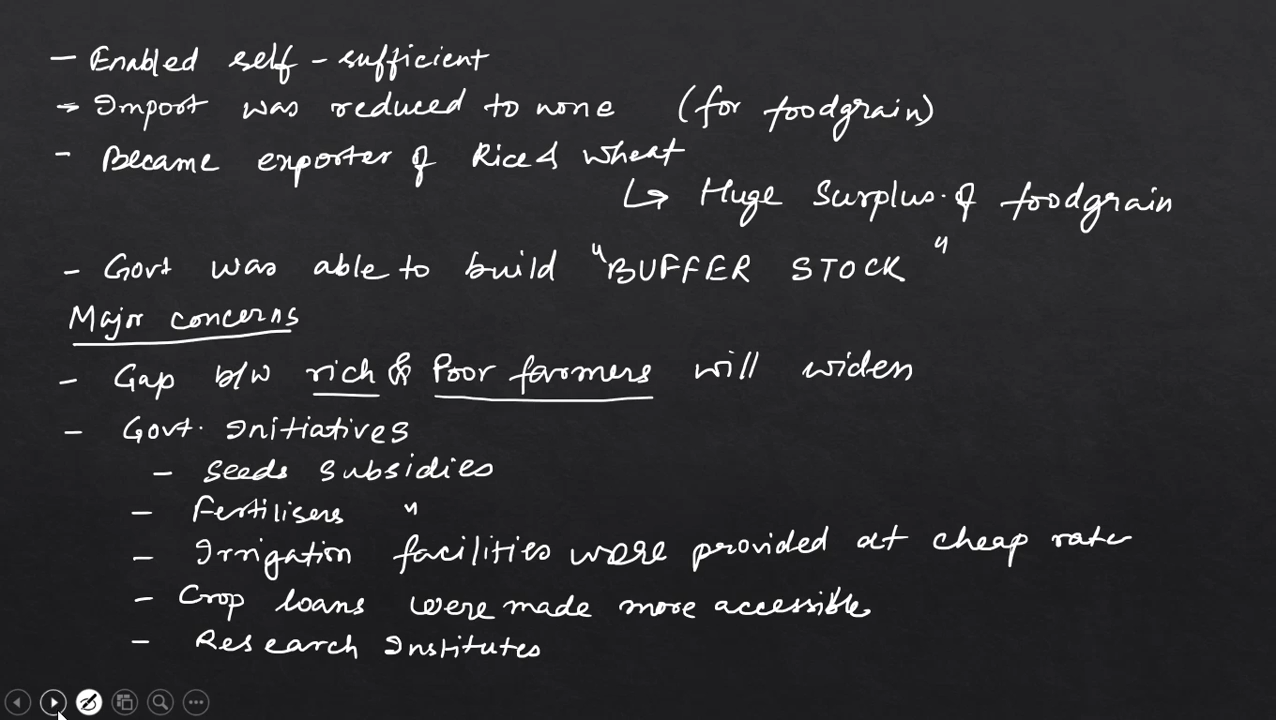 – Enabled self-sufficient
– Import was reduced to none (for foodgrain)
- Became exporter of Rice & wheat
↳ Huge Surplus of foodgrain
- Govt was able to build "BUFFER STOCK"
Major concerns
- Gap b/w rich & Poor farmers will widen
- Govt. Initiatives
- Seeds subsidies
- Fertilisers "
- Irrigation facilities were provided at cheap rate
- Crop loans were made more accessible
- Research Institutes